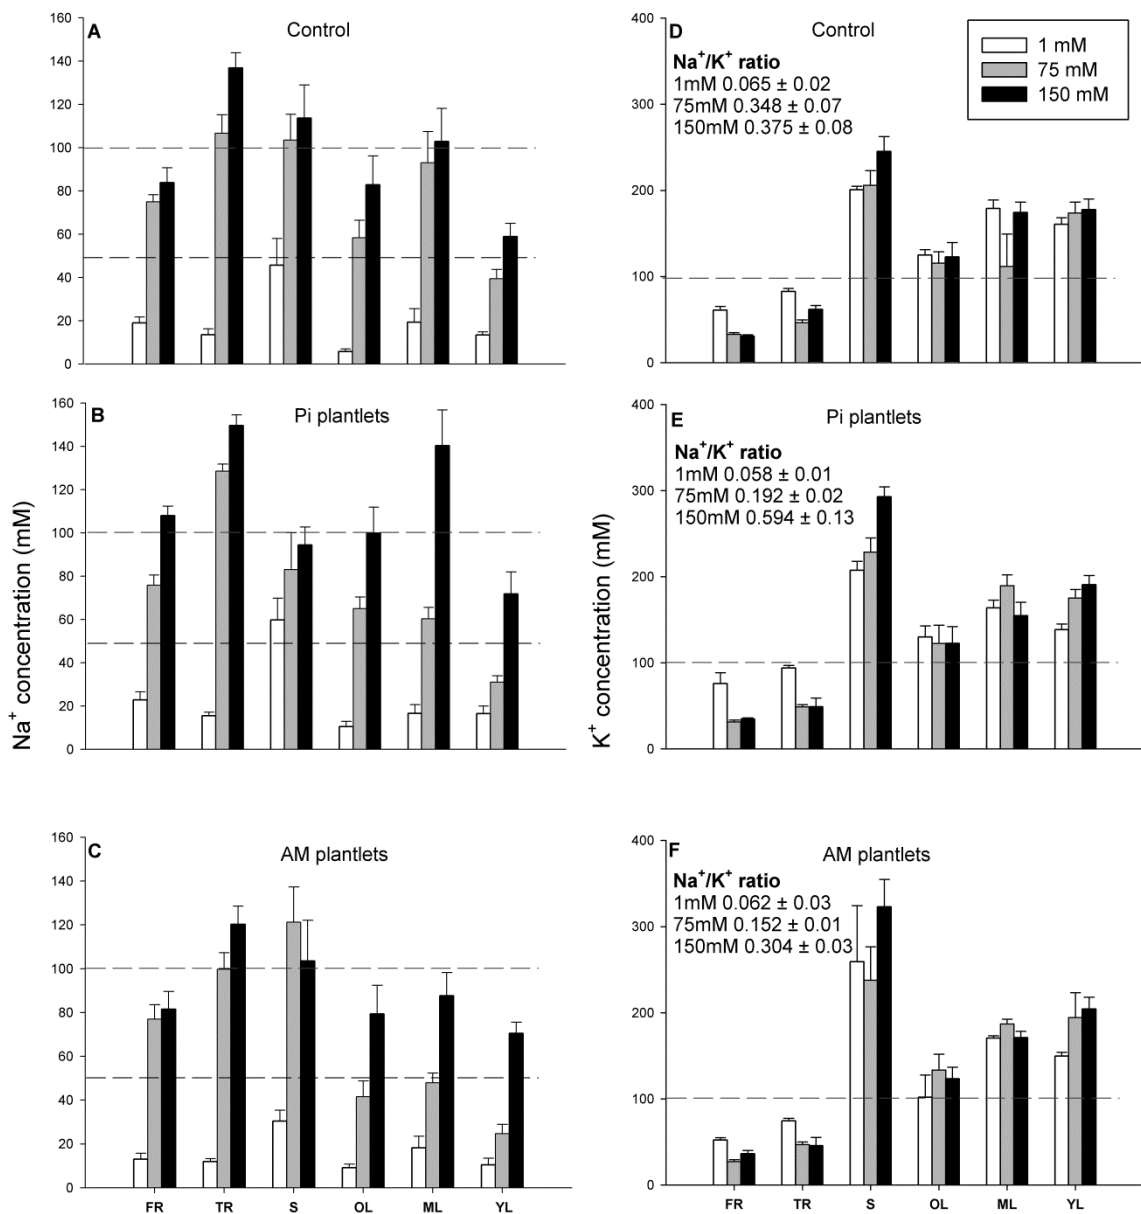 A
Control
160
140
120
100
80
60
40
20
0
D
Control
400
300
200
100
0
Na⁺/K⁺ ratio
1mM 0.065 ± 0.02
75mM 0.348 ± 0.07
150mM 0.375 ± 0.08
1 mM
75 mM
150 mM
B
Pi plantlets
160
140
120
100
80
60
40
20
0
Na⁺ concentration (mM)
E
Pi plantlets
400
300
200
100
0
K⁺ concentration (mM)
Na⁺/K⁺ ratio
1mM 0.058 ± 0.01
75mM 0.192 ± 0.02
150mM 0.594 ± 0.13
C
AM plantlets
160
140
120
100
80
60
40
20
0
FR TR S OL ML YL
F
AM plantlets
400
300
200
100
0
Na⁺/K⁺ ratio
1mM 0.062 ± 0.03
75mM 0.152 ± 0.01
150mM 0.304 ± 0.03
FR TR S OL ML YL